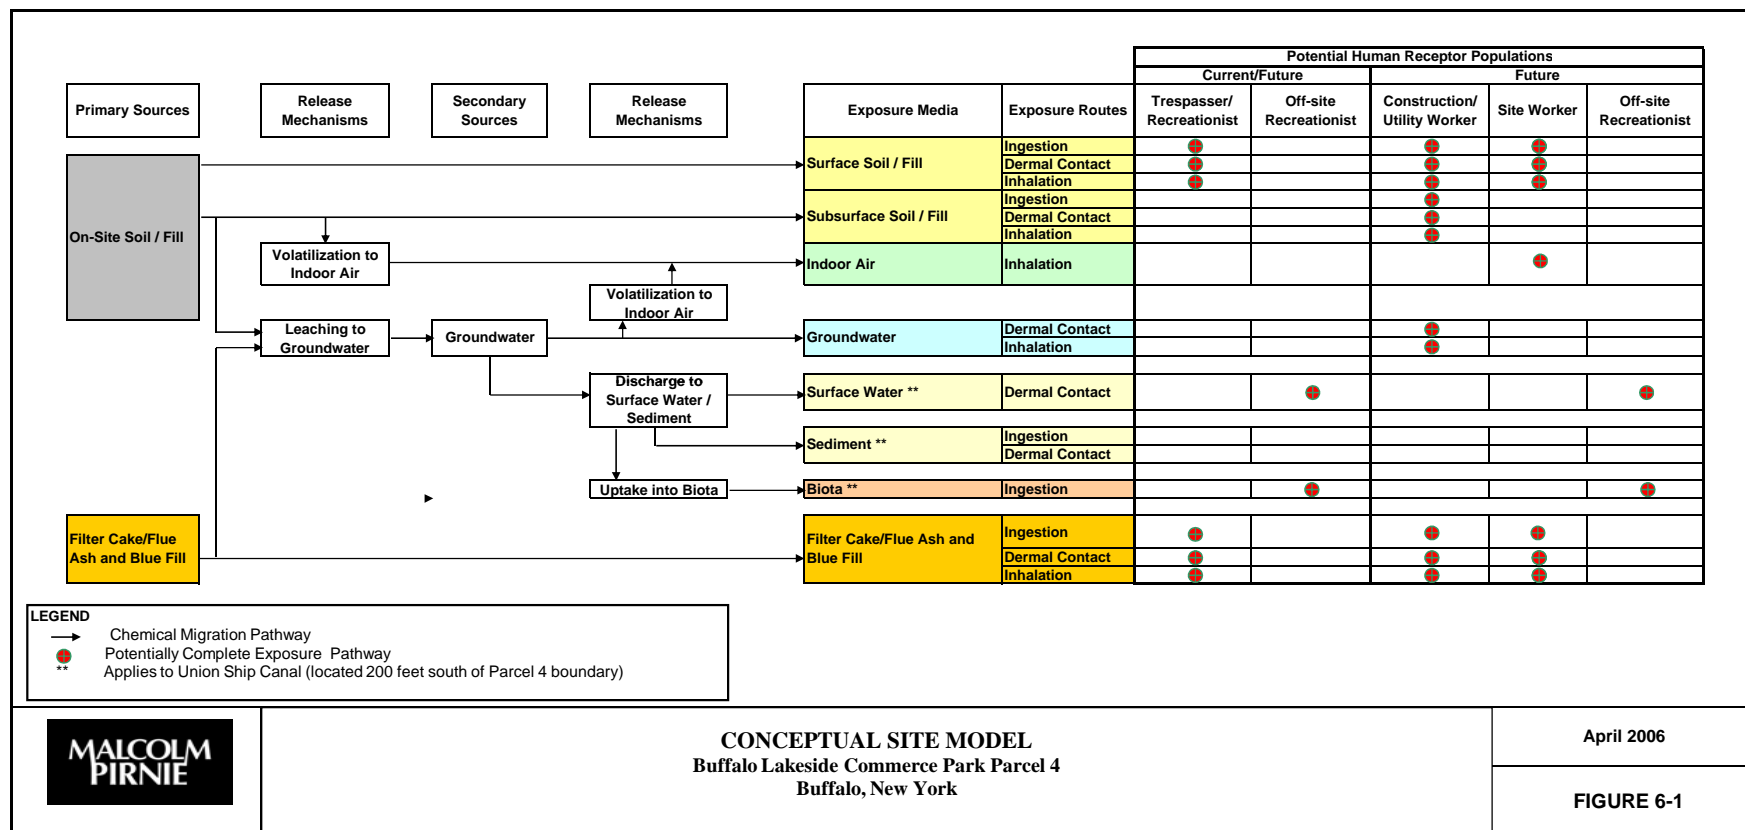 Potential Human Receptor Populations
Current/Future
Future
Primary Sources
Release
Mechanisms
Secondary
Sources
Release
Mechanisms
Exposure Media
Exposure Routes
Trespasser/
Recreationist
Off-site
Recreationist
Construction/
Utility Worker
Site Worker
Off-site
Recreationist
On-Site Soil / Fill
Surface Soil / Fill
Ingestion
Dermal Contact
Inhalation
Subsurface Soil / Fill
Ingestion
Dermal Contact
Inhalation
Volatilization to
Indoor Air
Indoor Air
Inhalation
Volatilization to
Indoor Air
Leaching to
Groundwater
Groundwater
Groundwater
Dermal Contact
Inhalation
Discharge to
Surface Water /
Sediment
Surface Water **
Dermal Contact
Sediment **
Ingestion
Dermal Contact
Uptake into Biota
Biota **
Ingestion
Filter Cake/Flue
Ash and Blue Fill
Filter Cake/Flue Ash and
Blue Fill
Ingestion
Dermal Contact
Inhalation
LEGEND
Chemical Migration Pathway
Potentially Complete Exposure Pathway
** Applies to Union Ship Canal (located 200 feet south of Parcel 4 boundary)
MALCOLM
PIRNIE
CONCEPTUAL SITE MODEL
Buffalo Lakeside Commerce Park Parcel 4
Buffalo, New York
April 2006
FIGURE 6-1